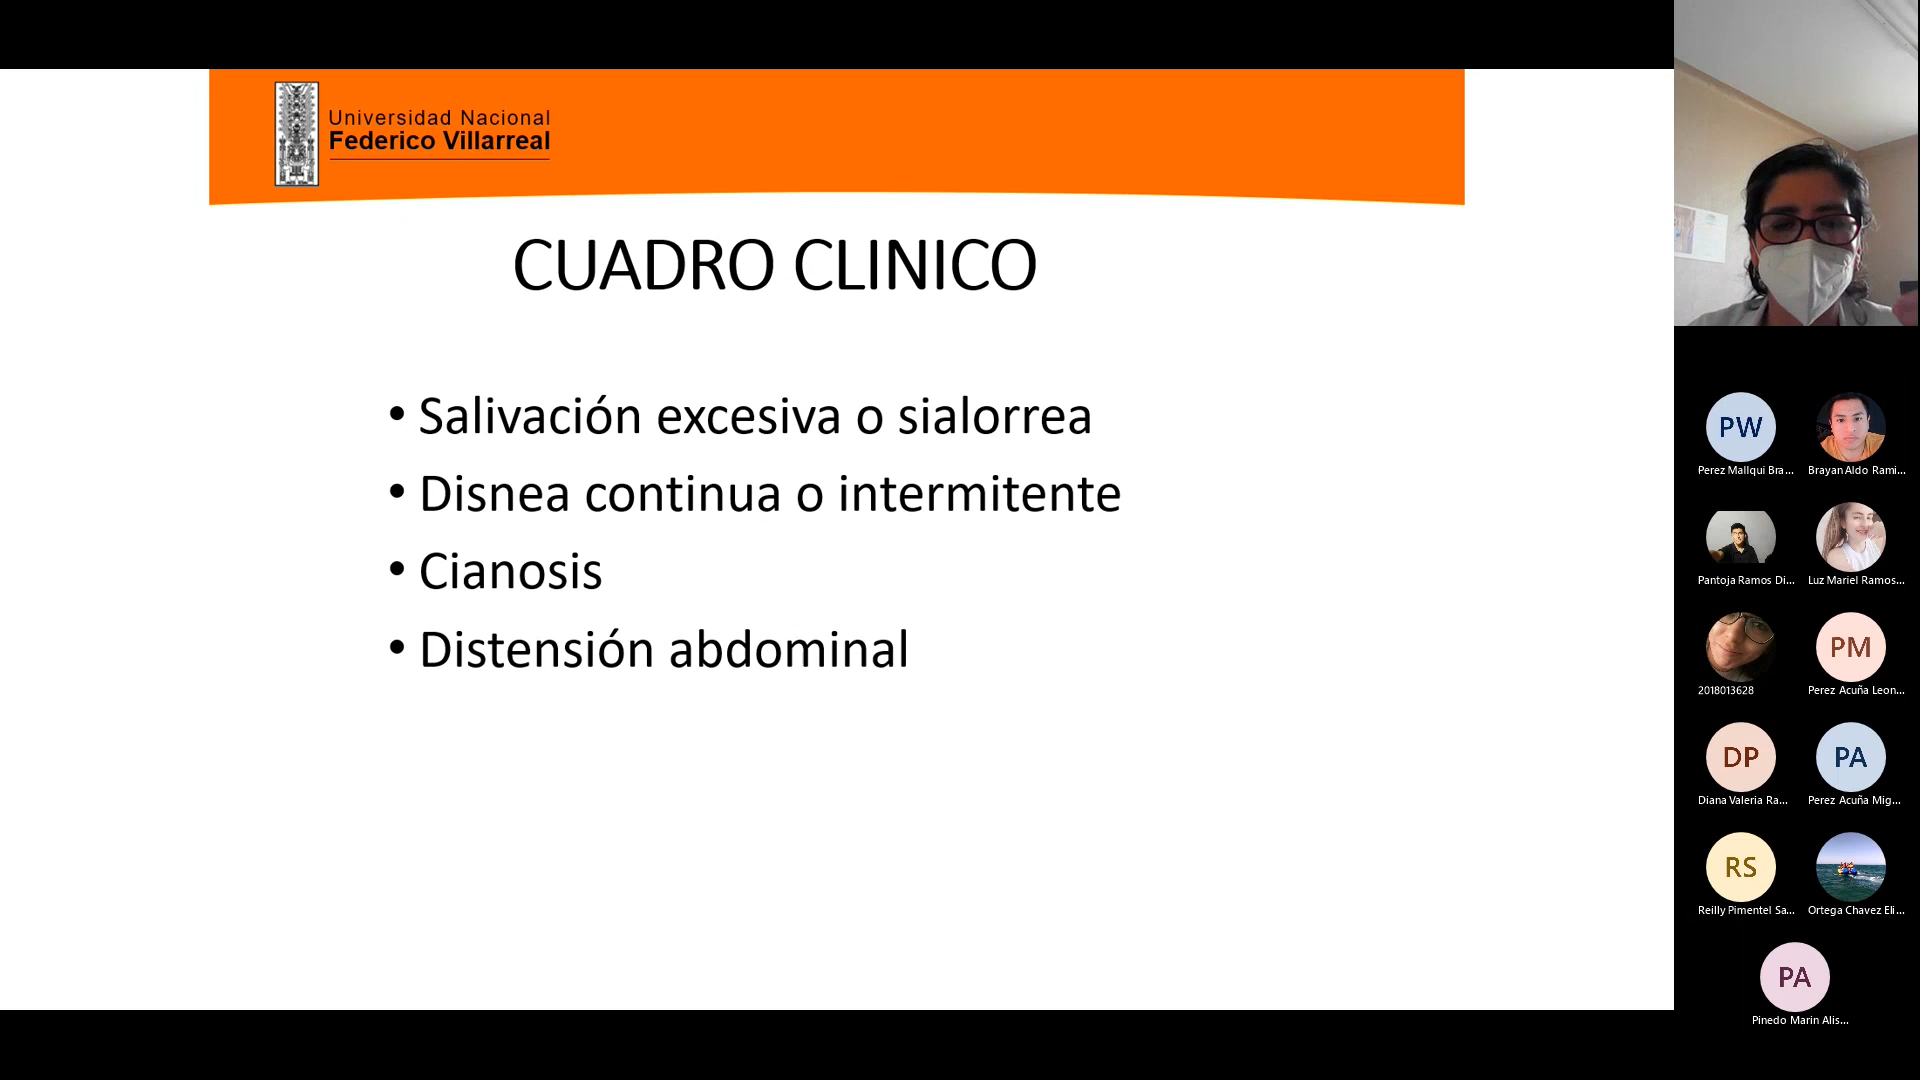 Universidad Nacional
Federico Villarreal
CUADRO CLINICO
• Salivación excesiva o sialorrea
• Disnea continua o intermitente
• Cianosis
• Distensión abdominal
PW
Perez Mallqui Bra...
Brayan Aldo Rami...
Pantoja Ramos Di...
Luz Mariel Ramos...
2018013628
PM
Perez Acuña Leon...
DP
Diana Valeria Ra...
PA
Perez Acuña Mig...
RS
Reilly Pimentel Sa...
Ortega Chavez Eli...
PA
Pinedo Marin Alis...